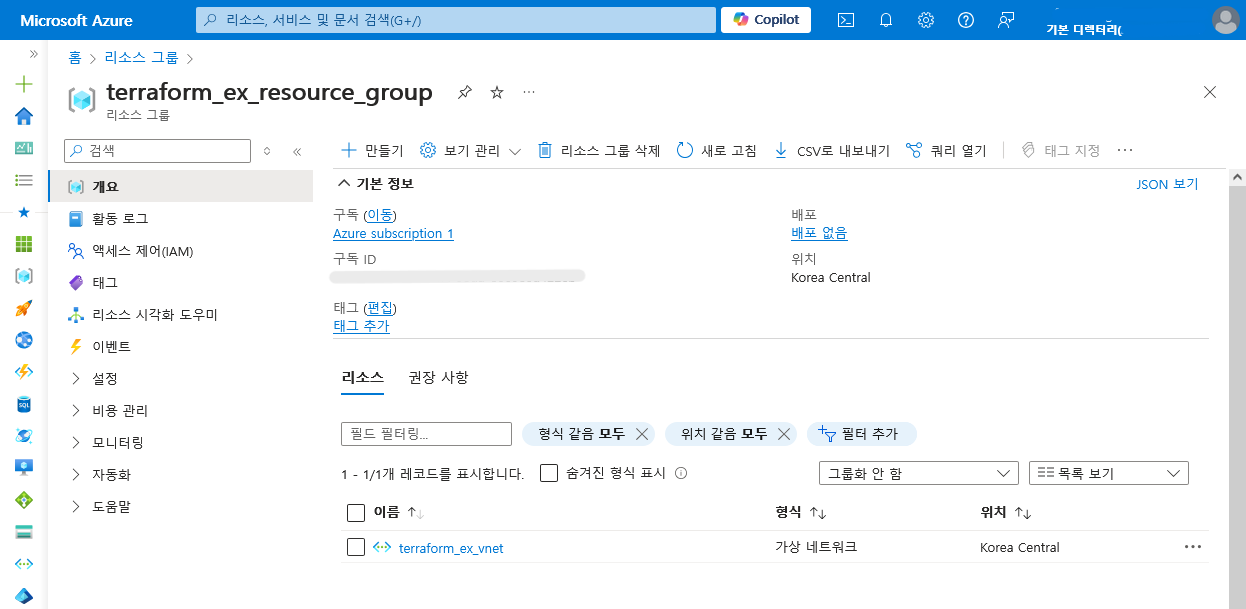 Microsoft Azure
리소스, 서비스 및 문서 검색(G+/)
Copilot
기본 디렉터리(
홈 > 리소스 그룹 >
terraform_ex_resource_group
리소스 그룹
검색
만들기 보기 관리 리소스 그룹 삭제 새로 고침 CSV로 내보내기 쿼리 열기 태그 지정
개요
활동 로그
액세스 제어(IAM)
태그
리소스 시각화 도우미
이벤트
설정
비용 관리
모니터링
자동화
도움말
기본 정보
JSON 보기
구독 (이동)
Azure subscription 1
구독 ID
태그 (편집)
태그 추가
배포
배포 없음
위치
Korea Central
리소스 권장 사항
필드 필터링...
형식 같음 모두
위치 같음 모두
필터 추가
1 - 1/1개 레코드를 표시합니다.
숨겨진 형식 표시
그룹화 안 함
목록 보기
이름 형식 위치
terraform_ex_vnet 가상 네트워크 Korea Central